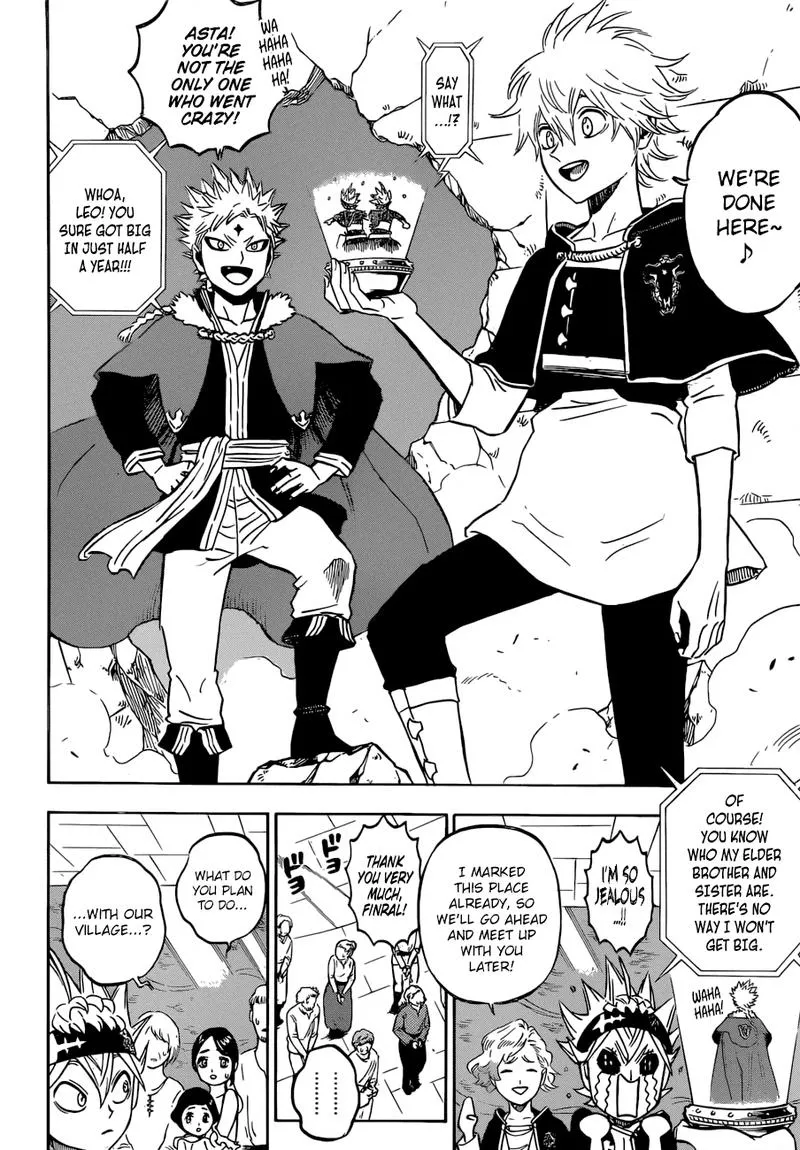 WE'RE
DONE
HERE~
♪
SAY
WHAT
...!?
WA
HAHA
HAHA
HA!
ASTA!
YOU'RE
NOT THE
ONLY ONE
WHO WENT
CRAZY!
WHOA,
LEO! YOU
SURE GOT BIG
IN JUST HALF
A YEAR!!!
OF
COURSE!
YOU KNOW
WHO MY ELDER
BROTHER AND
SISTER ARE.
THERE'S NO
WAY I WON'T
GET BIG.
WAHA
HAHA!
I'M SO
JEALOUS
...!!
I MARKED
THIS PLACE
ALREADY, SO
WE'LL GO AHEAD
AND MEET UP
WITH YOU
LATER!
THANK
YOU VERY
MUCH,
FINRAL!
ドヨ
ドヨ
........
WHAT DO
YOU PLAN
TO DO...
...WITH OUR
VILLAGE...?